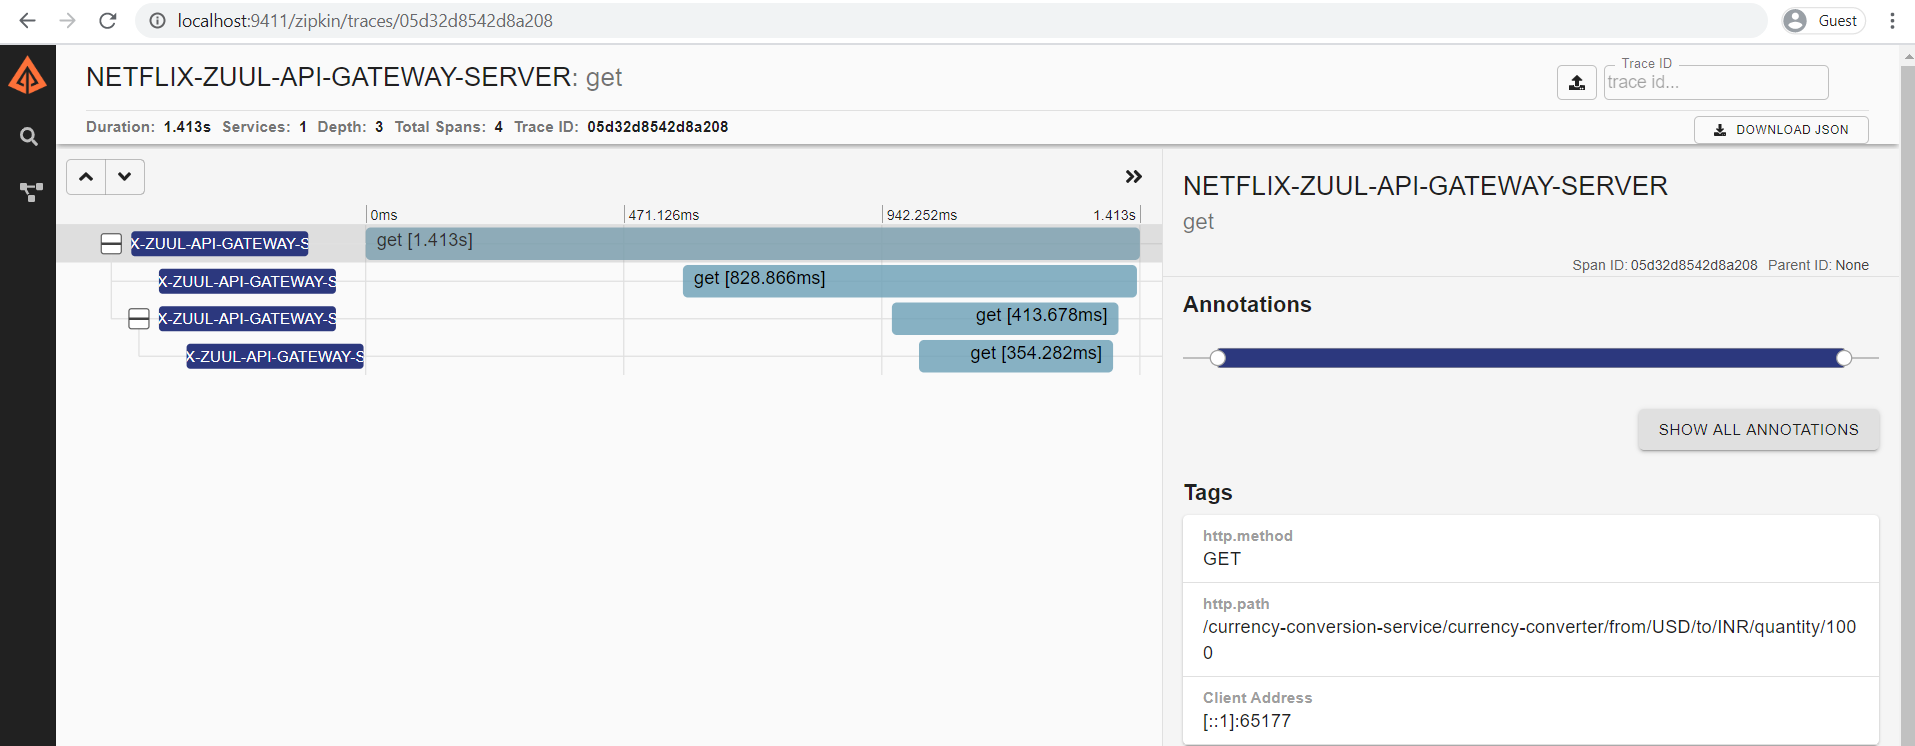 localhost:9411/zipkin/traces/05d32d8542d8a208
Guest
NETFLIX-ZUUL-API-GATEWAY-SERVER: get
Trace ID
trace id...
Duration: 1.413s Services: 1 Depth: 3 Total Spans: 4 Trace ID: 05d32d8542d8a208
DOWNLOAD JSON
0ms 471.126ms 942.252ms 1.413s
X-ZUUL-API-GATEWAY-S get [1.413s]
X-ZUUL-API-GATEWAY-S get [828.866ms]
X-ZUUL-API-GATEWAY-S get [413.678ms]
X-ZUUL-API-GATEWAY-S get [354.282ms]
NETFLIX-ZUUL-API-GATEWAY-SERVER
get
Span ID: 05d32d8542d8a208 Parent ID: None
Annotations
SHOW ALL ANNOTATIONS
Tags
http.method
GET
http.path
/currency-conversion-service/currency-converter/from/USD/to/INR/quantity/100
0
Client Address
[::1]:65177